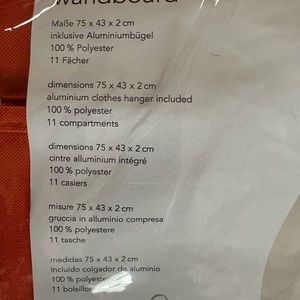 wandboard
Maße 75 x 43 x 2 cm
inklusive Aluminiumbügel
100 % Polyester
11 Fächer
dimensions 75 x 43 x 2 cm
aluminium clothes hanger included
100 % polyester
11 compartments
dimensions 75 x 43 x 2 cm
cintre alluminium intégré
100 % polyester
11 casiers
misure 75 x 43 x 2 cm
gruccia in alluminio compresa
100 % poliestere
11 tasche
medidas 75 x 43 x 2 cm
incluido colgador de aluminio
100 % poliestere
11 bolsillos